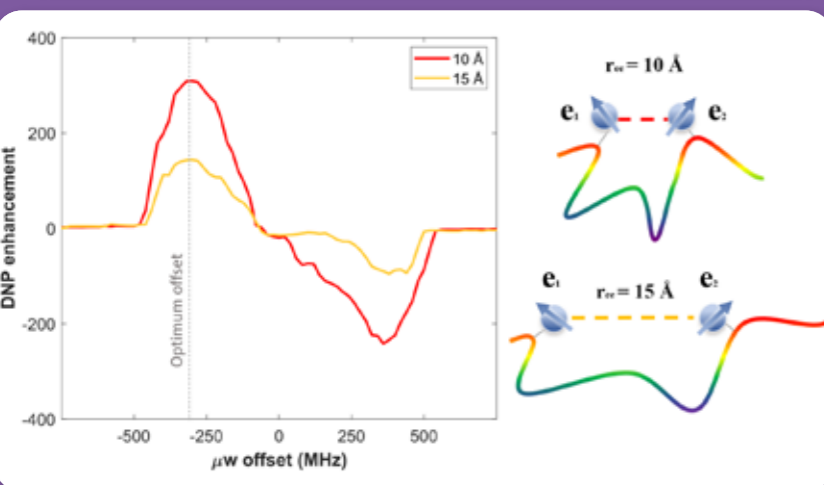 400
200
0
-200
-400
DNP enhancement
-500
-250
0
250
500
μw offset (MHz)
Optimum offset
10 Å
15 Å
rₑₑ = 10 Å
e₁
e₂
e₁
e₂
rₑₑ = 15 Å